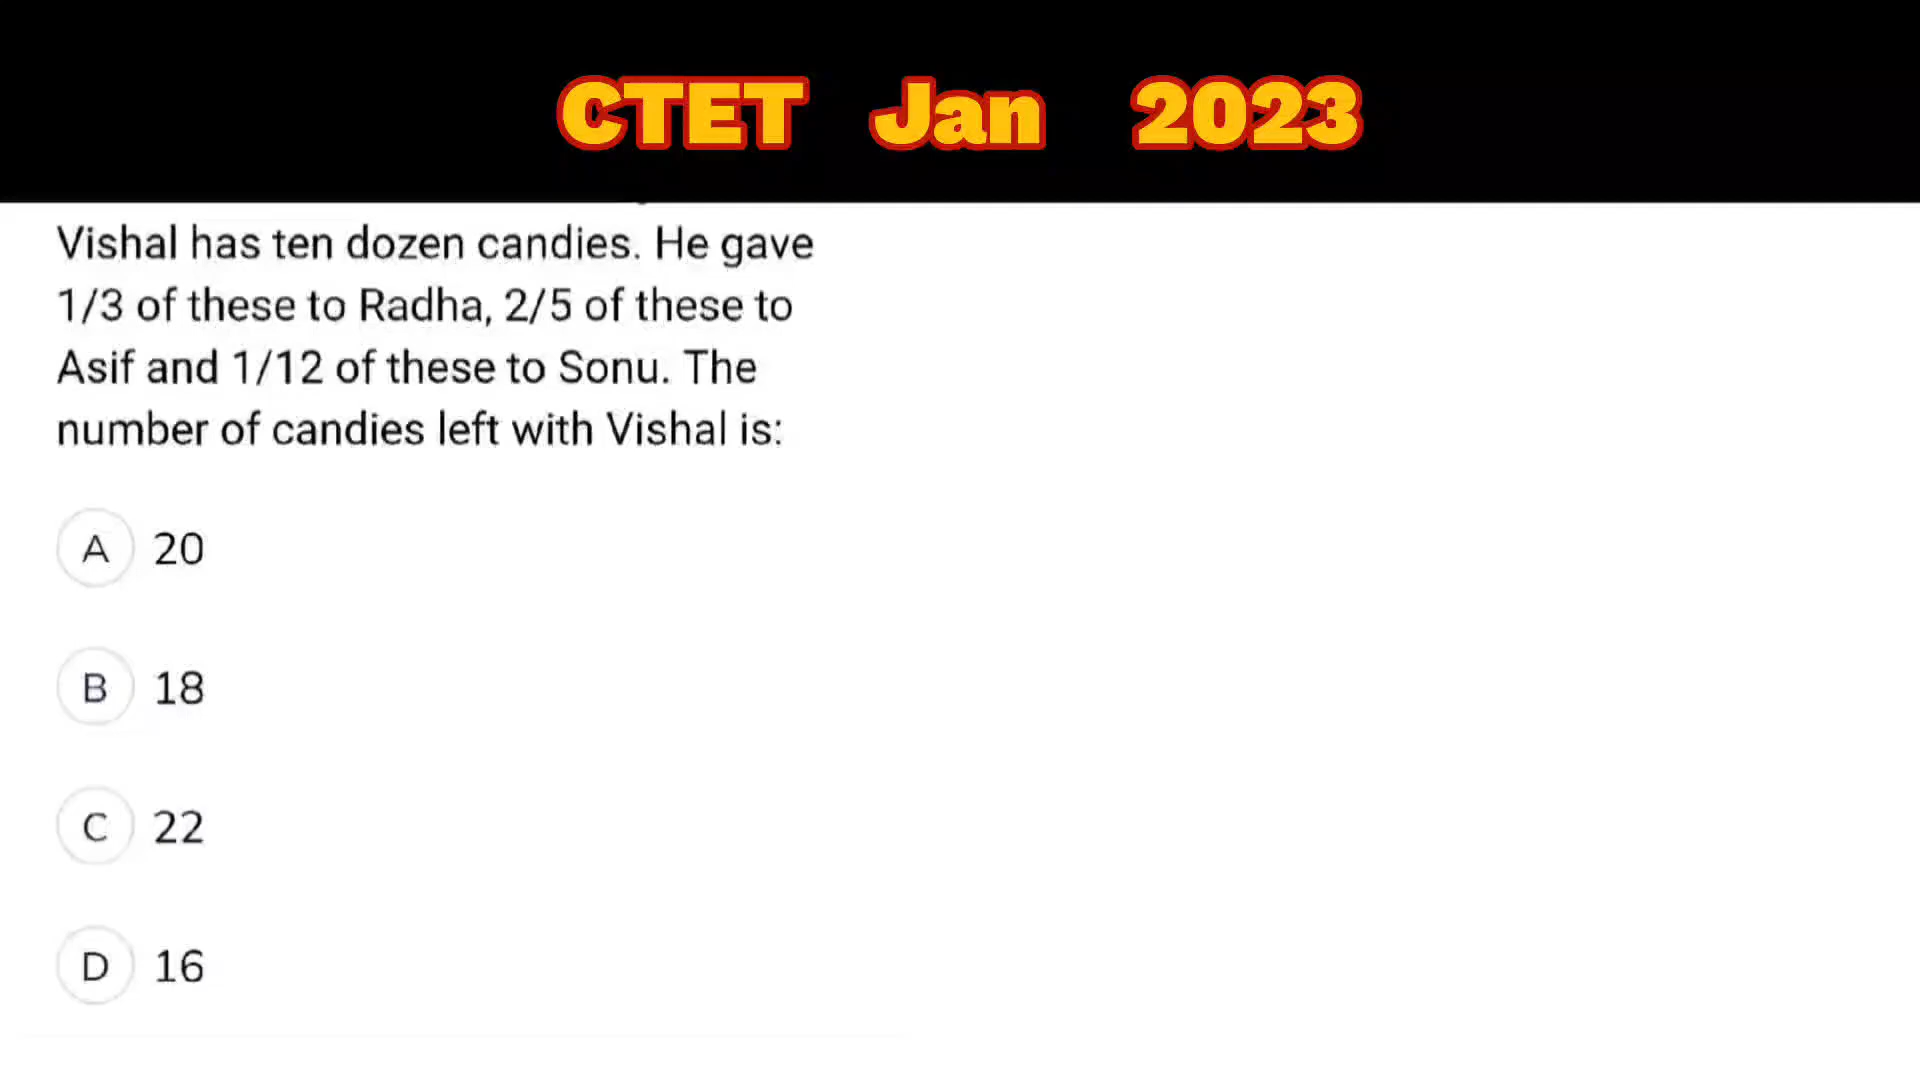 CTET Jan 2023
Vishal has ten dozen candies. He gave
1/3 of these to Radha, 2/5 of these to
Asif and 1/12 of these to Sonu. The
number of candies left with Vishal is:
A 20
B 18
C 22
D 16